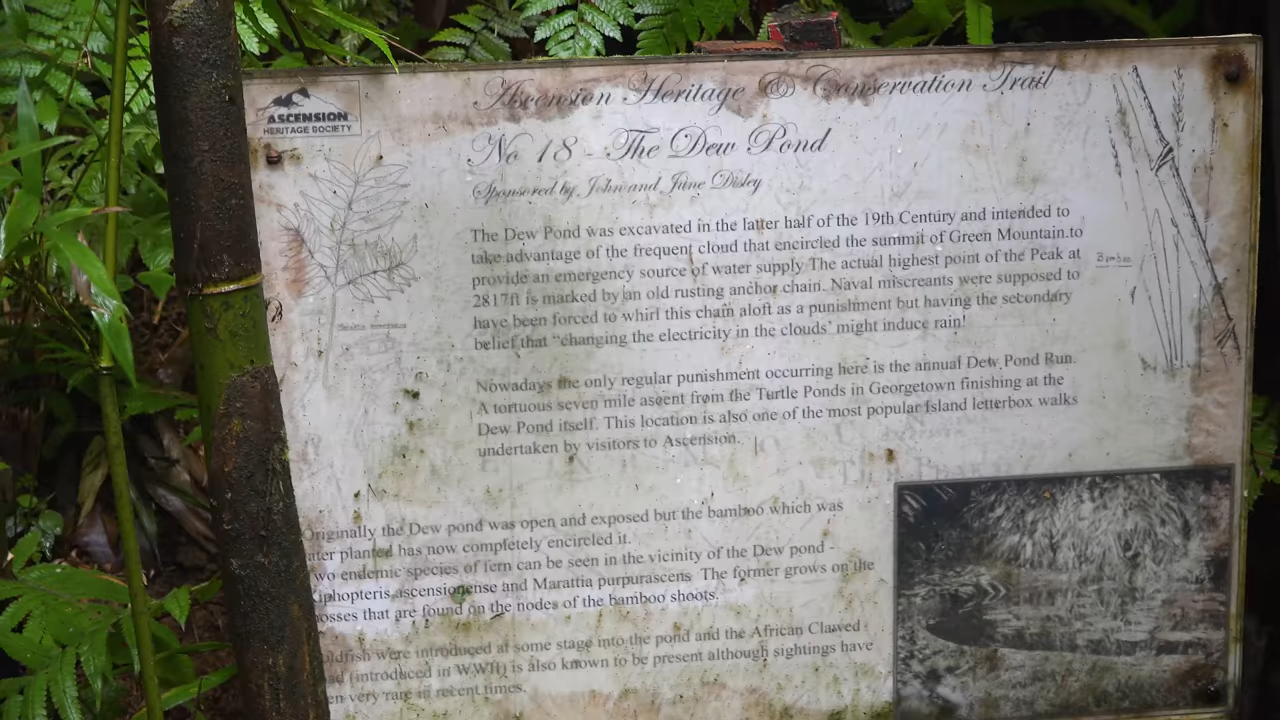 ASCENSION
HERITAGE SOCIETY
Ascension Heritage & Conservation Trail
No 18 - The Dew Pond
Sponsored by John and June Disley
The Dew Pond was excavated in the latter half of the 19th Century and intended to
take advantage of the frequent cloud that encircled the summit of Green Mountain.to
provide an emergency source of water supply The actual highest point of the Peak at
2817ft is marked by an old rusting anchor chain. Naval miscreants were supposed to
have been forced to whirl this chain aloft as a punishment but having the secondary
belief that “changing the electricity in the clouds’ might induce rain!
Bamboo
Nowadays the only regular punishment occurring here is the annual Dew Pond Run.
A tortuous seven mile ascent from the Turtle Ponds in Georgetown finishing at the
Dew Pond itself. This location is also one of the most popular Island letterbox walks
undertaken by visitors to Ascension.
Originally the Dew pond was open and exposed but the bamboo which was
ater planted has now completely encircled it.
wo endemic species of fern can be seen in the vicinity of the Dew pond -
iphopteris ascensionense and Marattia purpurascens The former grows on the
osses that are found on the nodes of the bamboo shoots.
ldfish were introduced at some stage into the pond and the African Clawed
ad (introduced in WWII) is also known to be present although sightings have
en very rare in recent times.